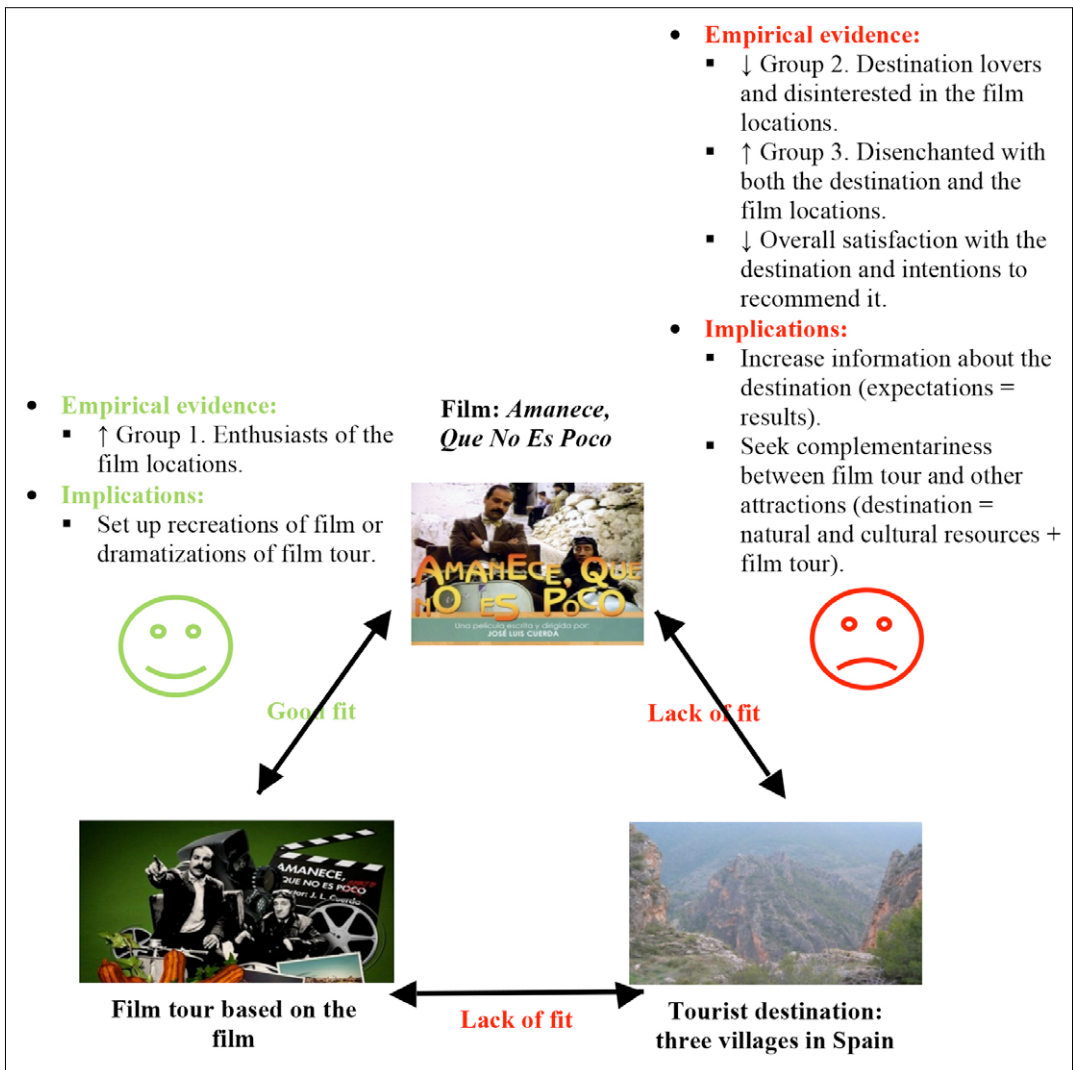 • Empirical evidence:
▪ ↓ Group 2. Destination lovers
and disinterested in the film
locations.
▪ ↑ Group 3. Disenchanted with
both the destination and the
film locations.
▪ ↓ Overall satisfaction with the
destination and intentions to
recommend it.
• Implications:
▪ Increase information about the
destination (expectations =
results).
▪ Seek complementariness
between film tour and other
attractions (destination =
natural and cultural resources +
film tour).
• Empirical evidence:
▪ ↑ Group 1. Enthusiasts of the
film locations.
• Implications:
▪ Set up recreations of film or
dramatizations of film tour.
Film: Amanece,
Que No Es Poco
AMANECE, QUE
NO ES POCO
Una película escrita y dirigida por:
JOSÉ LUIS CUERDA
Good fit
Lack of fit
AMANECE,
QUE NO ES POCO
J. L. Cuerda
Film tour based on the
film
Lack of fit
Tourist destination:
three villages in Spain